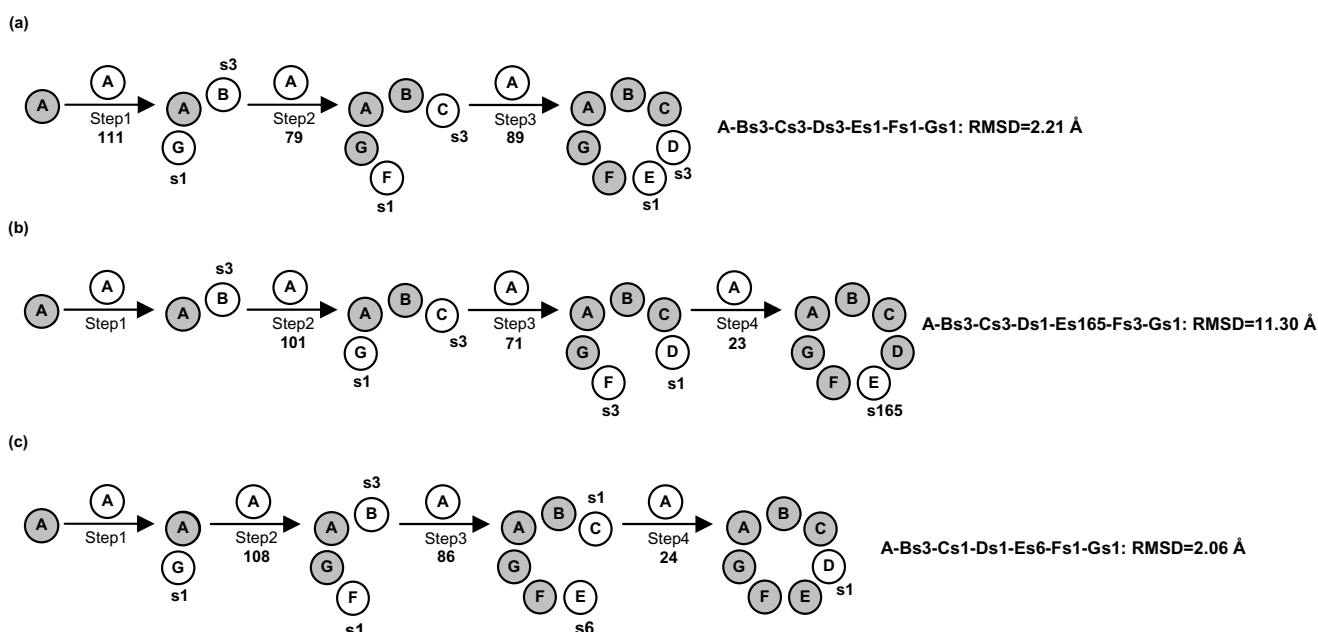 (a)
A A s3 A B Step1 111 G s1 A Step2 79 A B C s3 G F s1 A Step3 89 A B C G D s3 F E s1
A-Bs3-Cs3-Ds3-Es1-Fs1-Gs1: RMSD=2.21 Å
(b)
A A Step1 s3 A B A Step2 101 A B C s3 G s1 A Step3 71 A B C G D s1 F s3 A Step4 23 A B C G D F E s165
A-Bs3-Cs3-Ds1-Es165-Fs3-Gs1: RMSD=11.30 Å
(c)
A A Step1 A G s1 A Step2 108 s3 A B G F s1 A Step3 86 s1 A B C G F E s6 A Step4 24 A B C G D s1 F E
A-Bs3-Cs1-Ds1-Es6-Fs1-Gs1: RMSD=2.06 Å